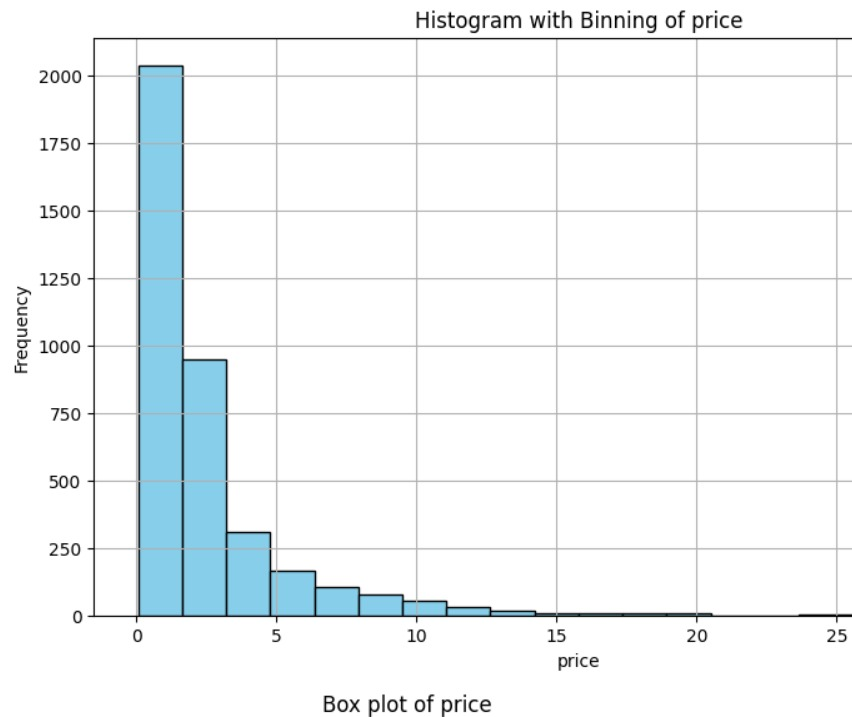 Histogram with Binning of price
2000
1750
1500
1250
1000
750
500
250
0
Frequency
0 5 10 15 20 25
price
Box plot of price